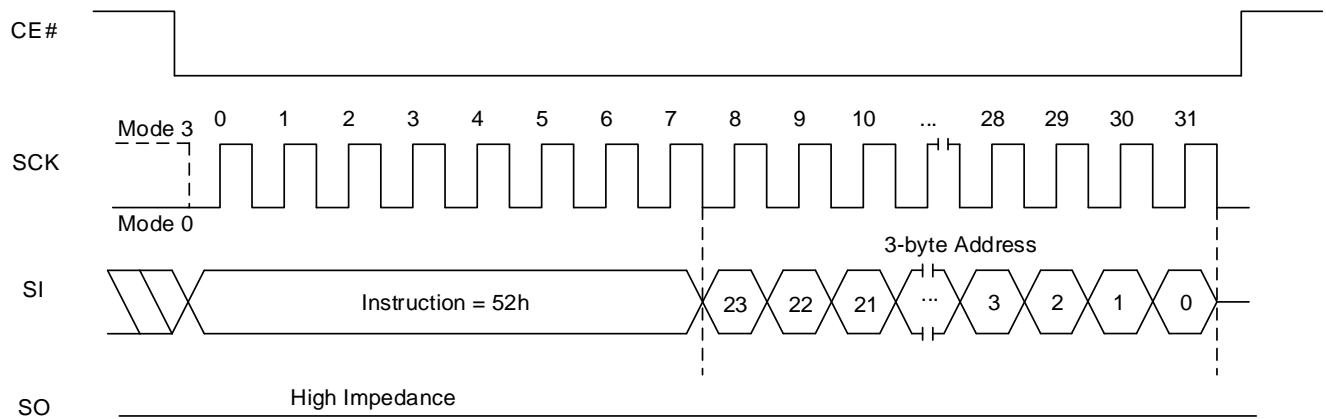 CE#
0 1 2 3 4 5 6 7 8 9 10 ... 28 29 30 31
Mode 3
SCK
Mode 0
3-byte Address
SI
Instruction = 52h 23 22 21 ... 3 2 1 0
High Impedance
SO